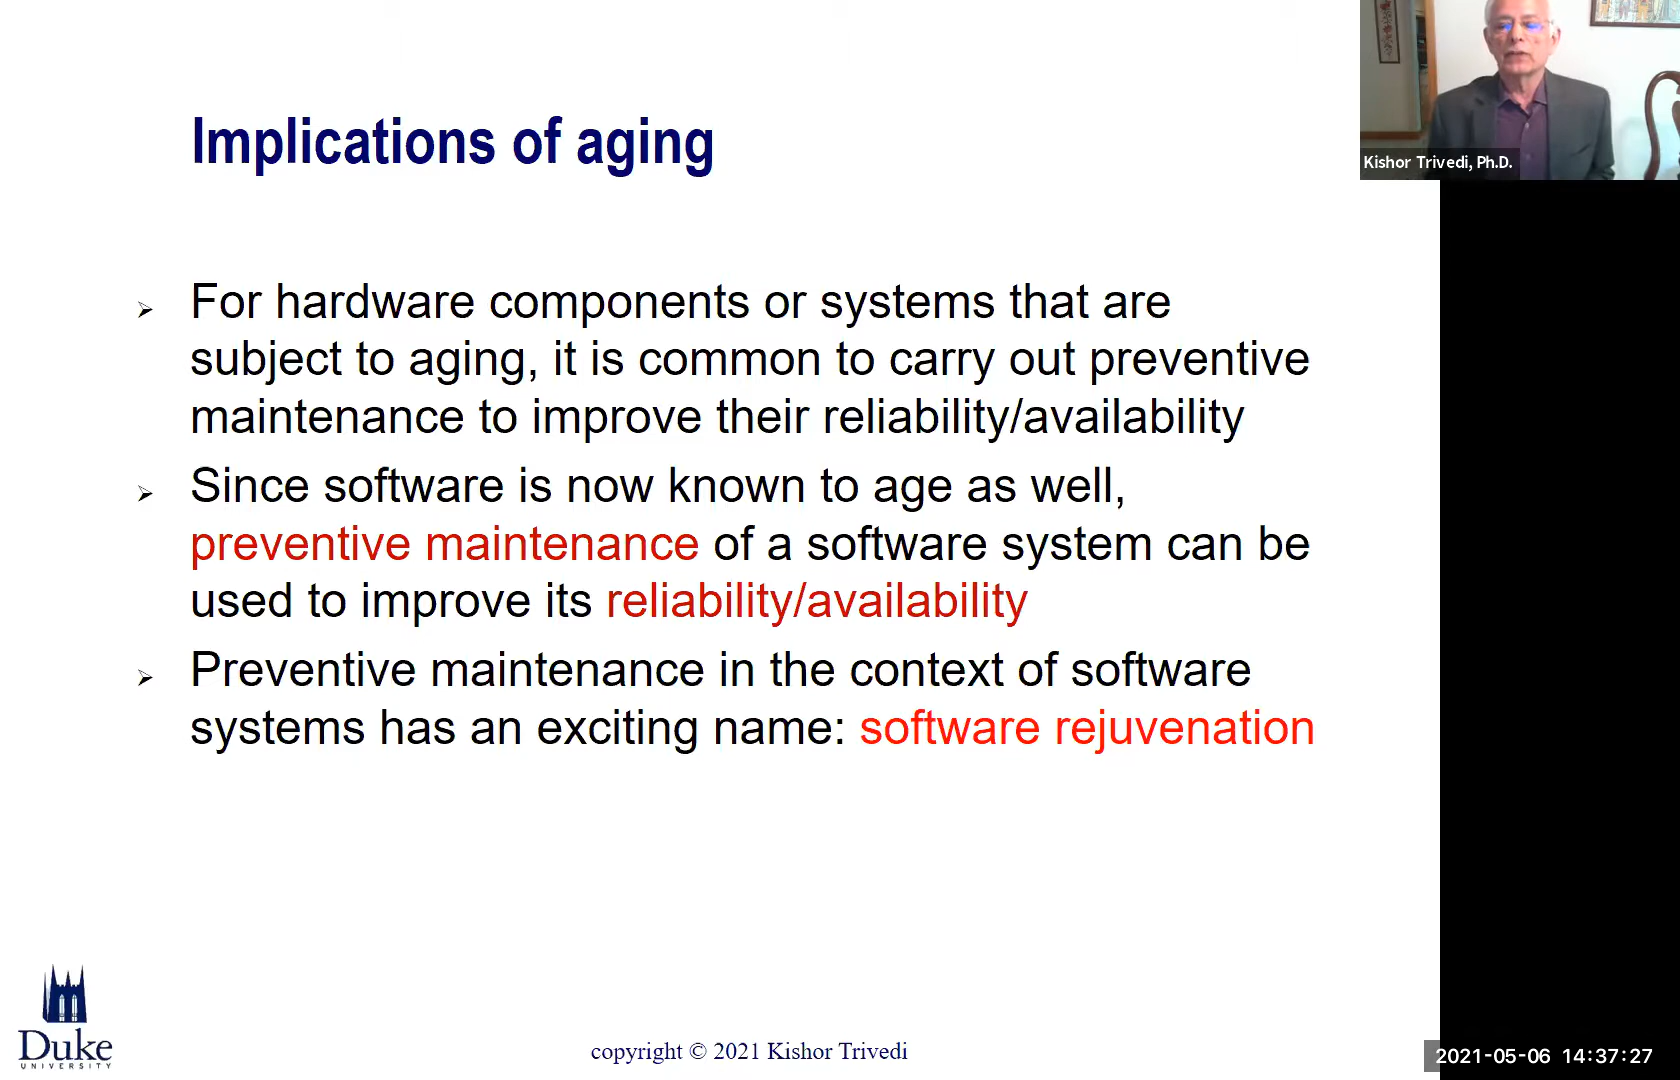 Implications of aging
Kishor Trivedi, Ph.D.
➢ For hardware components or systems that are
subject to aging, it is common to carry out preventive
maintenance to improve their reliability/availability
➢ Since software is now known to age as well,
preventive maintenance of a software system can be
used to improve its reliability/availability
➢ Preventive maintenance in the context of software
systems has an exciting name: software rejuvenation
Duke
UNIVERSITY
copyright © 2021 Kishor Trivedi
2021-05-06 14:37:27